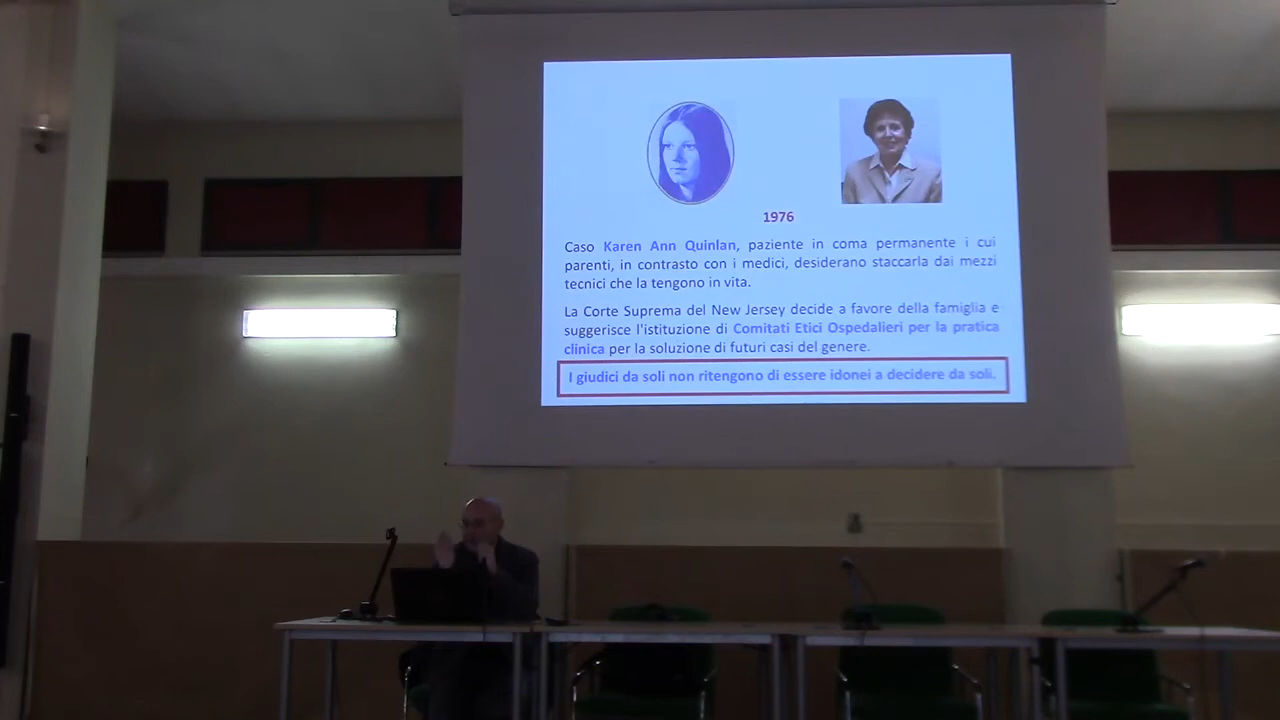 1976
Caso Karen Ann Quinlan, paziente in coma permanente i cui
parenti, in contrasto con i medici, desiderano staccarla dai mezzi
tecnici che la tengono in vita.
La Corte Suprema del New Jersey decide a favore della famiglia e
suggerisce l'istituzione di Comitati Etici Ospedalieri per la pratica
clinica per la soluzione di futuri casi del genere.
I giudici da soli non ritengono di essere idonei a decidere da soli.